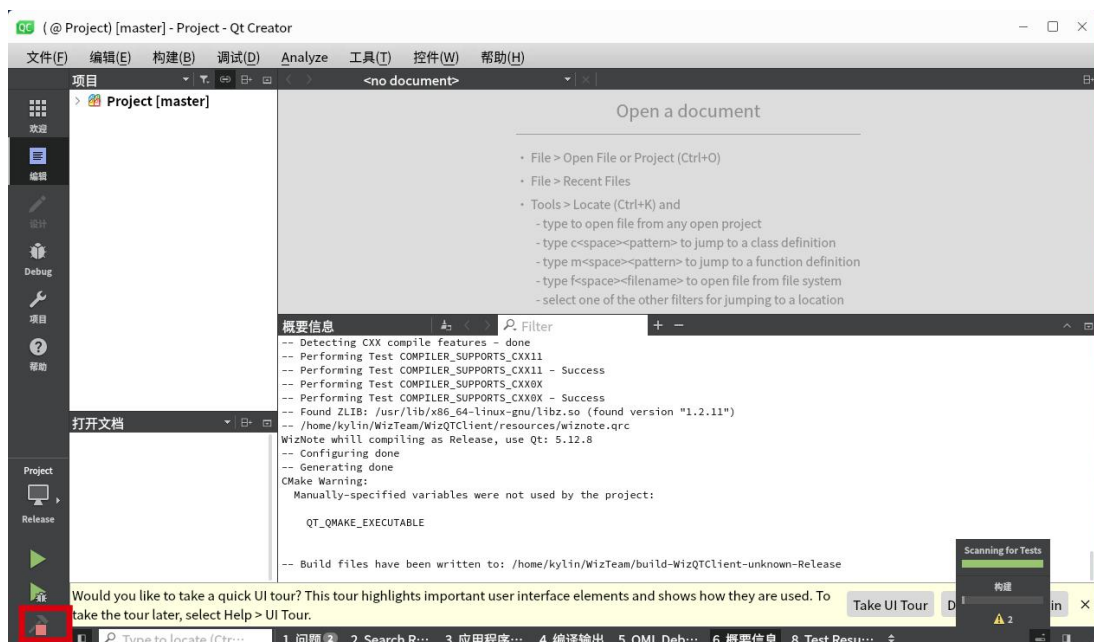 ( @ Project) [master] - Project - Qt Creator
文件(F) 编辑(E) 构建(B) 调试(D) Analyze 工具(T) 控件(W) 帮助(H)
项目
<no document>
Project [master]
欢迎
编辑
设计
Debug
项目
帮助
Open a document
• File > Open File or Project (Ctrl+O)
• File > Recent Files
• Tools > Locate (Ctrl+K) and
- type to open file from any open project
- type c<space><pattern> to jump to a class definition
- type m<space><pattern> to jump to a function definition
- type f<space><filename> to open file from file system
- select one of the other filters for jumping to a location
概要信息
Filter
-- Detecting CXX compile features - done
-- Performing Test COMPILER_SUPPORTS_CXX11
-- Performing Test COMPILER_SUPPORTS_CXX11 - Success
-- Performing Test COMPILER_SUPPORTS_CXX0X
-- Performing Test COMPILER_SUPPORTS_CXX0X - Success
-- Found ZLIB: /usr/lib/x86_64-linux-gnu/libz.so (found version "1.2.11")
-- /home/kylin/WizTeam/WizQTClient/resources/wiznote.qrc
WizNote whill compiling as Release, use Qt: 5.12.8
-- Configuring done
-- Generating done
CMake Warning:
Manually-specified variables were not used by the project:
QT_QMAKE_EXECUTABLE
-- Build files have been written to: /home/kylin/WizTeam/build-WizQTClient-unknown-Release
打开文档
Project
Release
Scanning for Tests
构建
2
Would you like to take a quick UI tour? This tour highlights important user interface elements and shows how they are used. To
take the tour later, select Help > UI Tour.
Take UI Tour
D
in
Type to locate (Ctr…
1 问题 2
2 Search R…
3 应用程序…
4 编译输出
5 QML Deb…
6 概要信息
8 Test Resu…